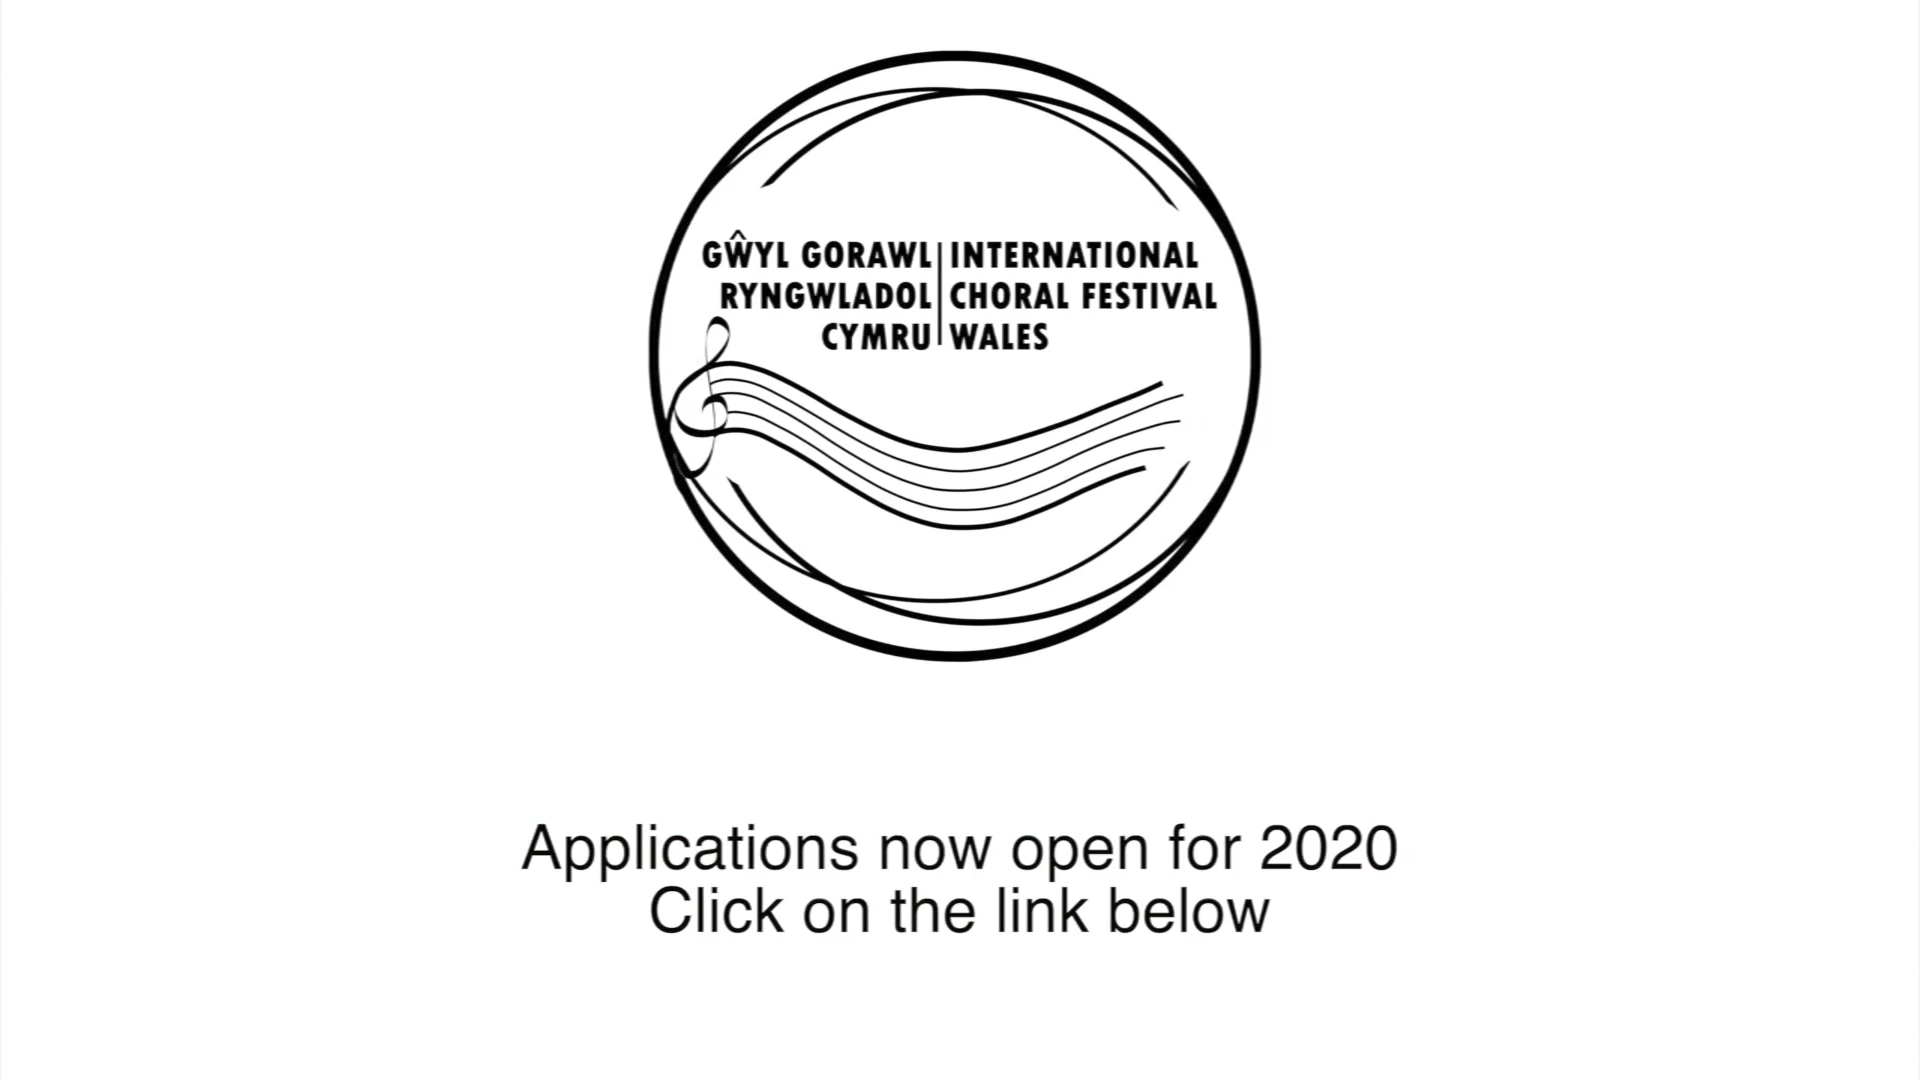 GŴYL GORAWL
RYNGWLADOL
CYMRU
INTERNATIONAL
CHORAL FESTIVAL
WALES
Applications now open for 2020
Click on the link below